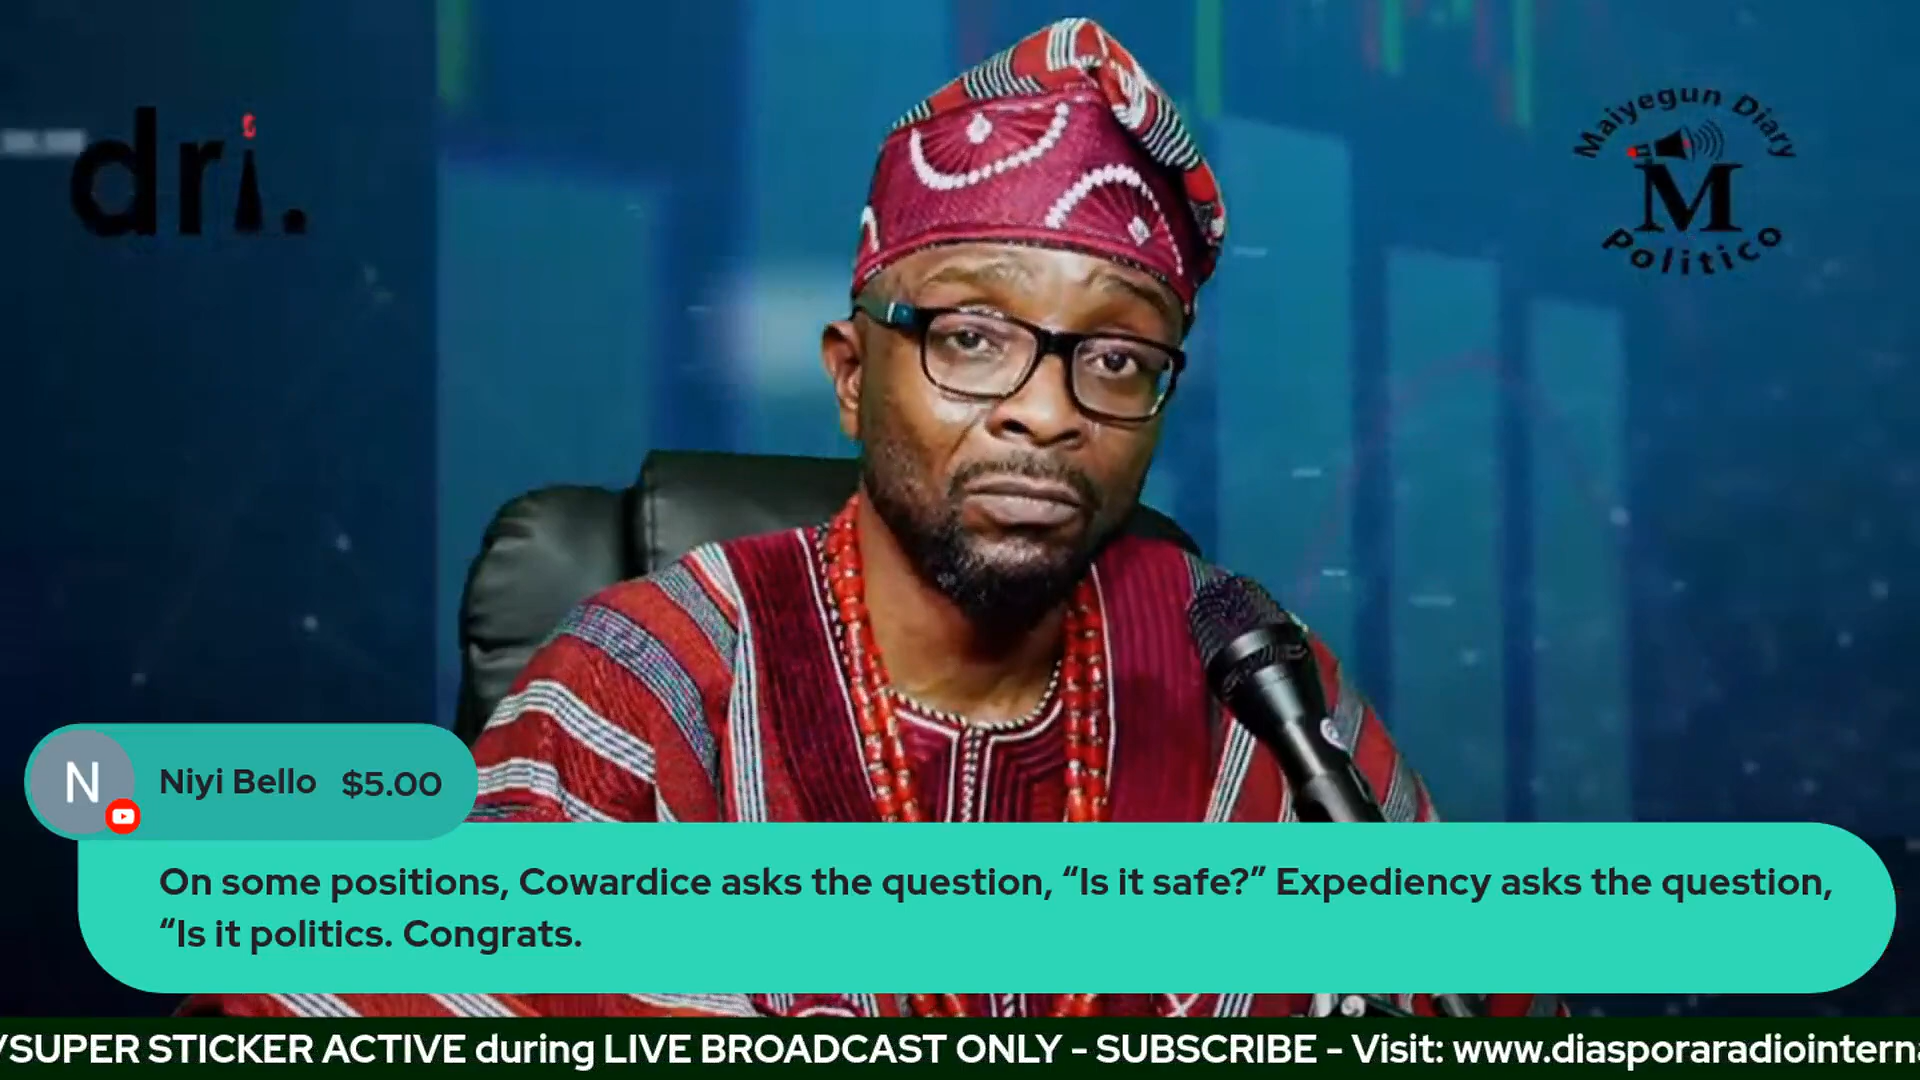 dri.
Maiyegun Diary
M
Politico
N
Niyi Bello $5.00
On some positions, Cowardice asks the question, “Is it safe?” Expediency asks the question,
“Is it politics. Congrats.
/SUPER STICKER ACTIVE during LIVE BROADCAST ONLY - SUBSCRIBE - Visit: www.diasporaradiointerna